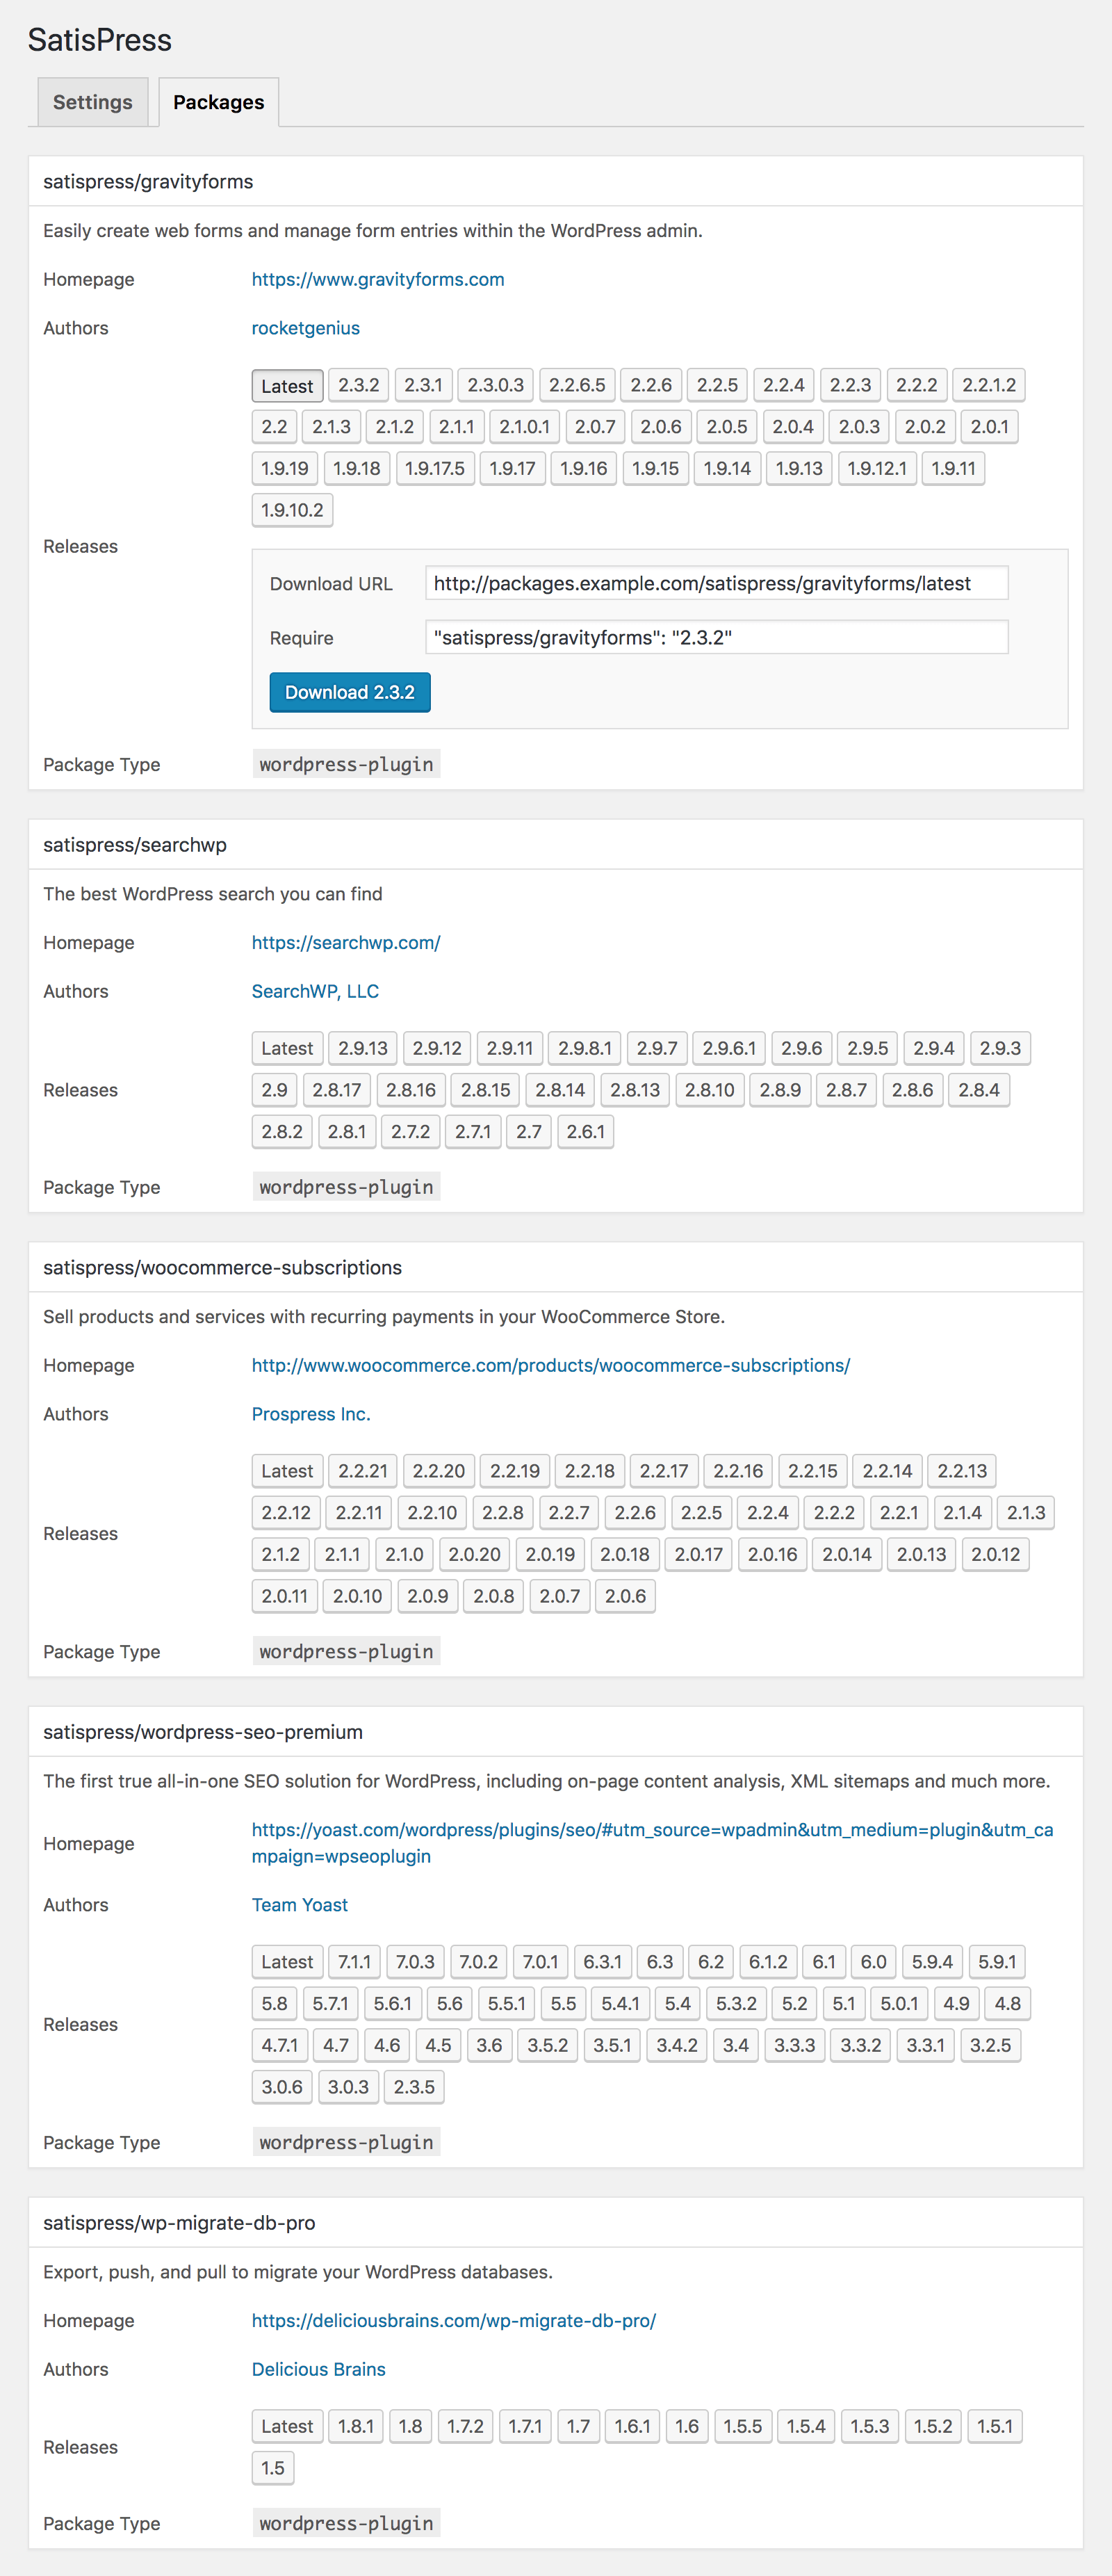 SatisPress
Settings Packages
satispress/gravityforms
Easily create web forms and manage form entries within the WordPress admin.
Homepage https://www.gravityforms.com
Authors rocketgenius
Latest 2.3.2 2.3.1 2.3.0.3 2.2.6.5 2.2.6 2.2.5 2.2.4 2.2.3 2.2.2 2.2.1.2
2.2 2.1.3 2.1.2 2.1.1 2.1.0.1 2.0.7 2.0.6 2.0.5 2.0.4 2.0.3 2.0.2 2.0.1
1.9.19 1.9.18 1.9.17.5 1.9.17 1.9.16 1.9.15 1.9.14 1.9.13 1.9.12.1 1.9.11
1.9.10.2
Releases
Download URL http://packages.example.com/satispress/gravityforms/latest
Require "satispress/gravityforms": "2.3.2"
Download 2.3.2
Package Type wordpress-plugin
satispress/searchwp
The best WordPress search you can find
Homepage https://searchwp.com/
Authors SearchWP, LLC
Latest 2.9.13 2.9.12 2.9.11 2.9.8.1 2.9.7 2.9.6.1 2.9.6 2.9.5 2.9.4 2.9.3
Releases 2.9 2.8.17 2.8.16 2.8.15 2.8.14 2.8.13 2.8.10 2.8.9 2.8.7 2.8.6 2.8.4
2.8.2 2.8.1 2.7.2 2.7.1 2.7 2.6.1
Package Type wordpress-plugin
satispress/woocommerce-subscriptions
Sell products and services with recurring payments in your WooCommerce Store.
Homepage http://www.woocommerce.com/products/woocommerce-subscriptions/
Authors Prospress Inc.
Latest 2.2.21 2.2.20 2.2.19 2.2.18 2.2.17 2.2.16 2.2.15 2.2.14 2.2.13
2.2.12 2.2.11 2.2.10 2.2.8 2.2.7 2.2.6 2.2.5 2.2.4 2.2.2 2.2.1 2.1.4 2.1.3
Releases
2.1.2 2.1.1 2.1.0 2.0.20 2.0.19 2.0.18 2.0.17 2.0.16 2.0.14 2.0.13 2.0.12
2.0.11 2.0.10 2.0.9 2.0.8 2.0.7 2.0.6
Package Type wordpress-plugin
satispress/wordpress-seo-premium
The first true all-in-one SEO solution for WordPress, including on-page content analysis, XML sitemaps and much more.
Homepage https://yoast.com/wordpress/plugins/seo/#utm_source=wpadmin&utm_medium=plugin&utm_ca
mpaign=wpseoplugin
Authors Team Yoast
Latest 7.1.1 7.0.3 7.0.2 7.0.1 6.3.1 6.3 6.2 6.1.2 6.1 6.0 5.9.4 5.9.1
5.8 5.7.1 5.6.1 5.6 5.5.1 5.5 5.4.1 5.4 5.3.2 5.2 5.1 5.0.1 4.9 4.8
Releases
4.7.1 4.7 4.6 4.5 3.6 3.5.2 3.5.1 3.4.2 3.4 3.3.3 3.3.2 3.3.1 3.2.5
3.0.6 3.0.3 2.3.5
Package Type wordpress-plugin
satispress/wp-migrate-db-pro
Export, push, and pull to migrate your WordPress databases.
Homepage https://deliciousbrains.com/wp-migrate-db-pro/
Authors Delicious Brains
Latest 1.8.1 1.8 1.7.2 1.7.1 1.7 1.6.1 1.6 1.5.5 1.5.4 1.5.3 1.5.2 1.5.1
Releases
1.5
Package Type wordpress-plugin